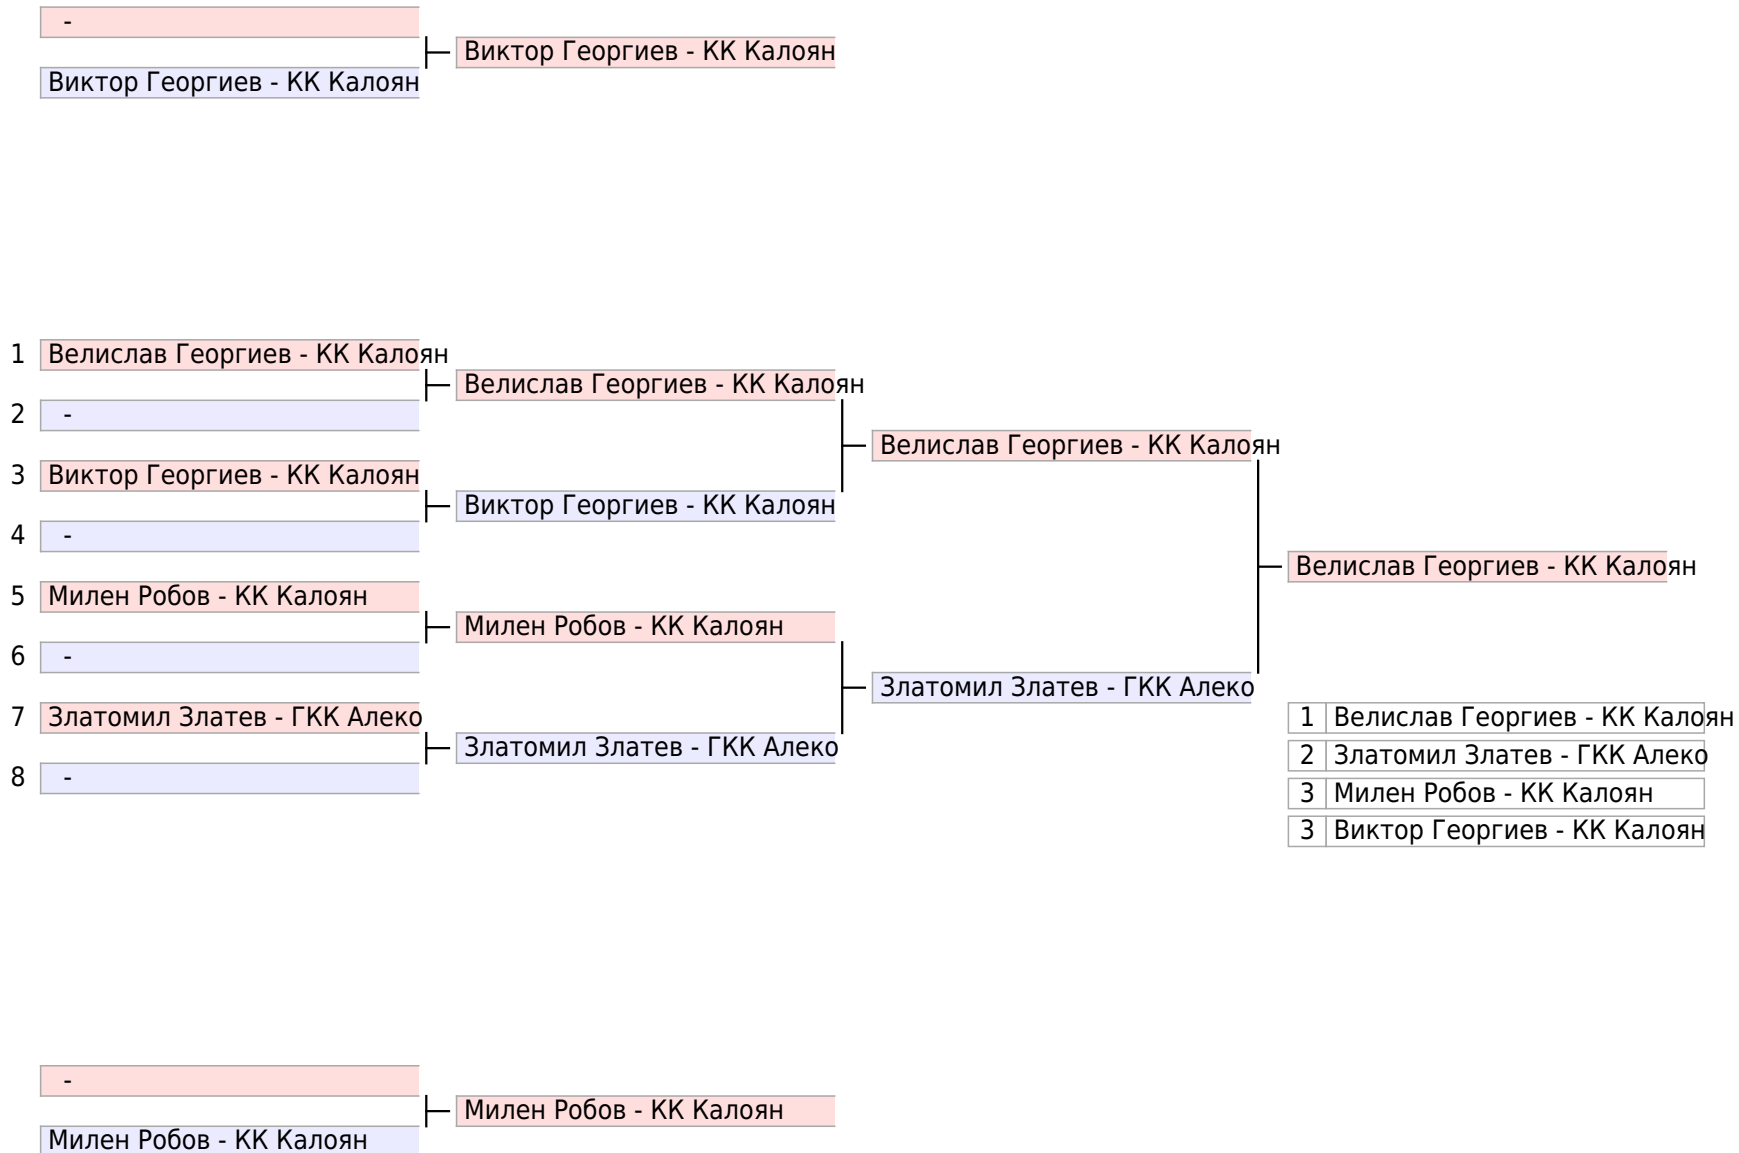 -
Виктор Георгиев - КК Калоян
Виктор Георгиев - КК Калоян
1 Велислав Георгиев - КК Калоян
Велислав Георгиев - КК Калоян
2 -
Велислав Георгиев - КК Калоян
3 Виктор Георгиев - КК Калоян
Виктор Георгиев - КК Калоян
4 -
Велислав Георгиев - КК Калоян
5 Милен Робов - КК Калоян
Милен Робов - КК Калоян
6 -
Златомил Златев - ГКК Алеко
7 Златомил Златев - ГКК Алеко
Златомил Златев - ГКК Алеко
8 -
1 Велислав Георгиев - КК Калоян
2 Златомил Златев - ГКК Алеко
3 Милен Робов - КК Калоян
3 Виктор Георгиев - КК Калоян
-
Милен Робов - КК Калоян
Милен Робов - КК Калоян